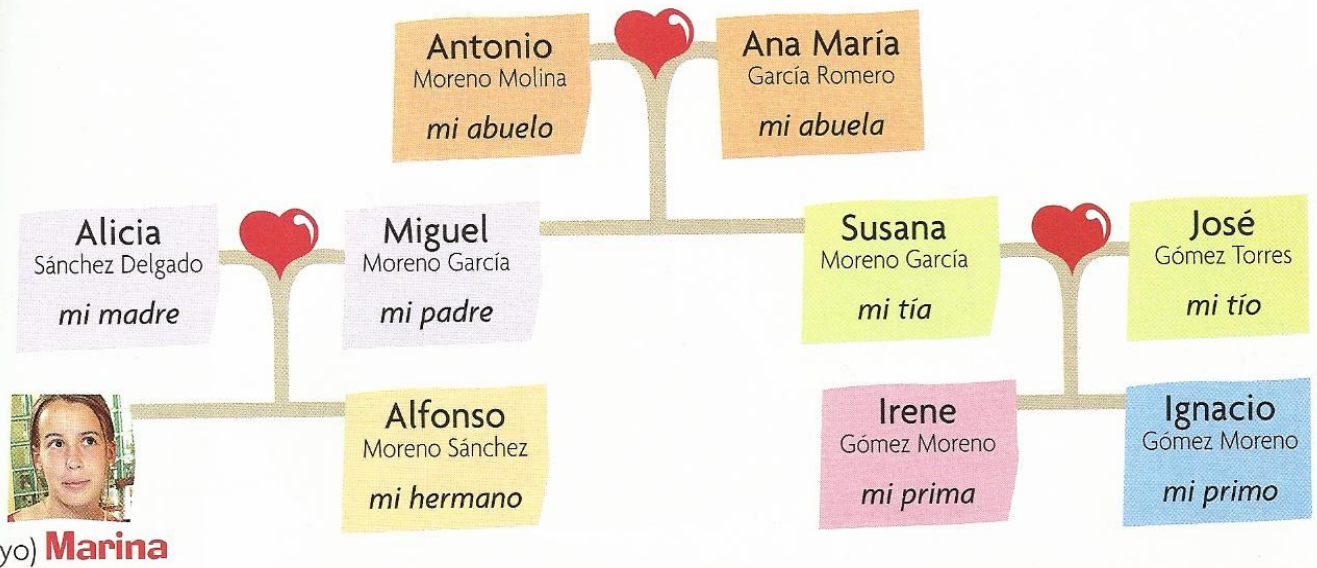 Antonio
Moreno Molina
mi abuelo
Ana María
García Romero
mi abuela
Alicia
Sánchez Delgado
mi madre
Miguel
Moreno García
mi padre
Susana
Moreno García
mi tía
José
Gómez Torres
mi tío
Alfonso
Moreno Sánchez
mi hermano
Irene
Gómez Moreno
mi prima
Ignacio
Gómez Moreno
mi primo
yo) Marina